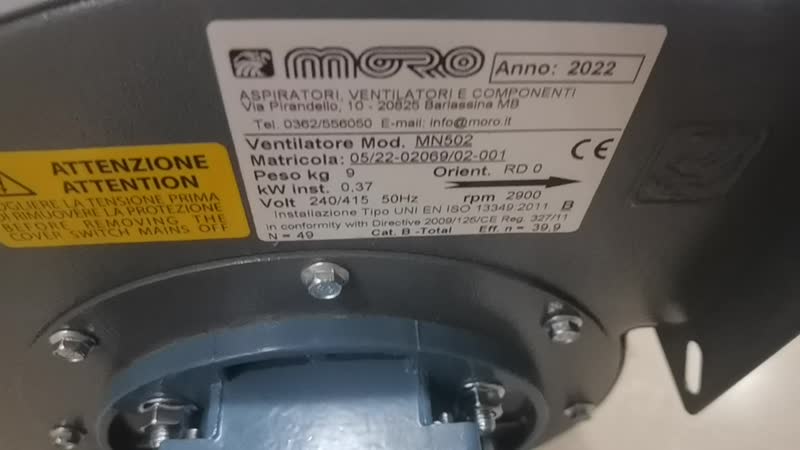 MORO
Anno: 2022
ASPIRATORI, VENTILATORI E COMPONENTI
Via Pirandello, 10 - 20825 Barlassina MB
Tel. 0362/556050 E-mail: info@moro.it
Ventilatore Mod. MN502
Matricola: 05/22-02069/02-001
CE
Peso kg 9 Orient. RD 0
kW inst. 0,37
Volt 240/415 50Hz rpm 2900
Installazione Tipo UNI EN ISO 13349:2011 B
in conformity with Directive 2009/125/CE Reg. 327/11
N = 49 Cat. B -Total Eff. n = 39,9
ATTENZIONE
ATTENTION
OGLIERE LA TENSIONE PRIMA
DI RIMUOVERE LA PROTEZIONE
BEFORE REMOVING THE
COVER SWITCH MAINS OFF